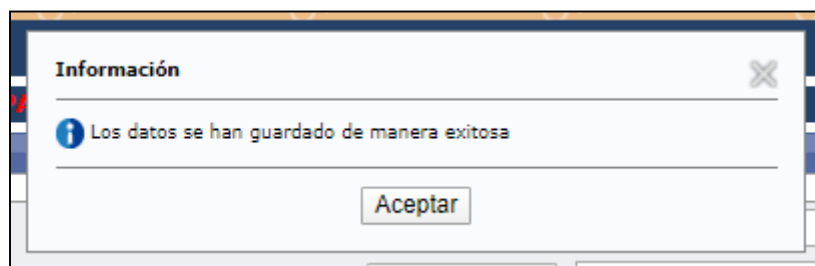 Información
Los datos se han guardado de manera exitosa
Aceptar